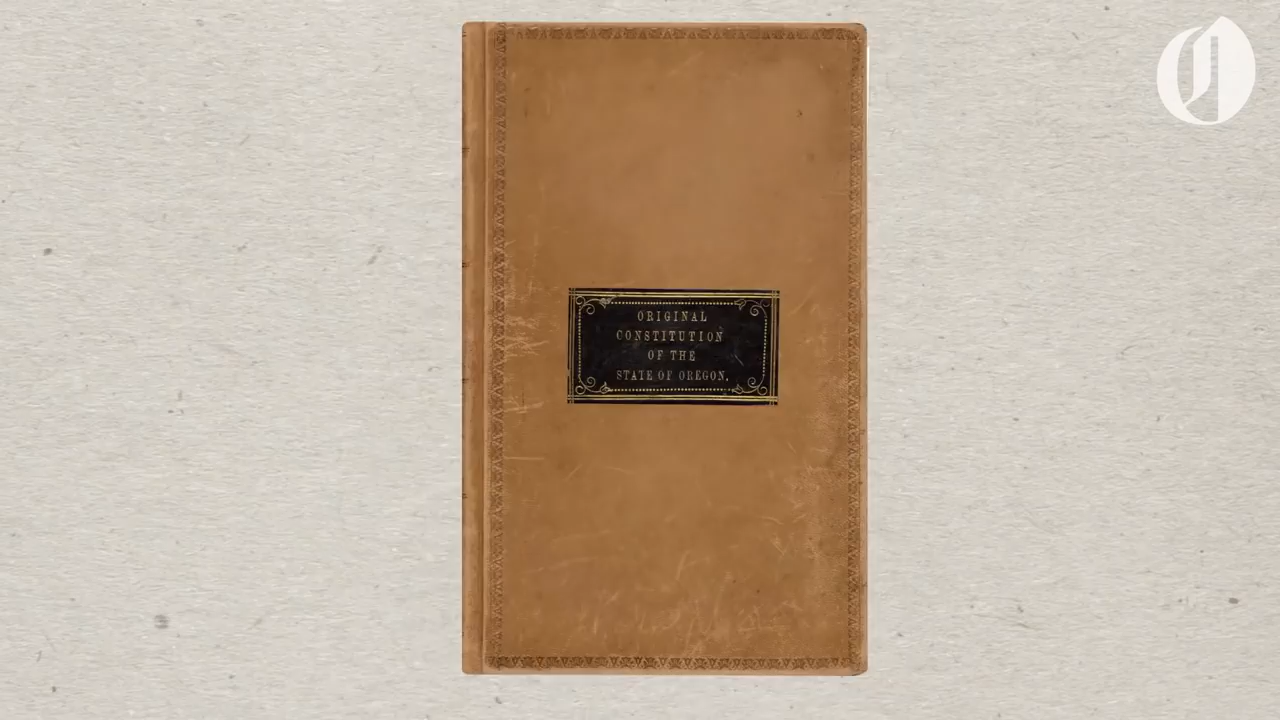 ORIGINAL
CONSTITUTION
OF THE
STATE OF OREGON,
O